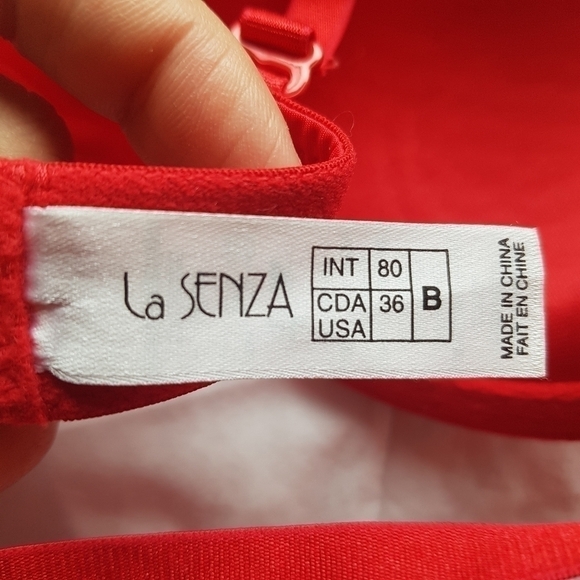 La SENZA
INT 80 B
CDA USA 36
MADE IN CHINA
FAIT EN CHINE